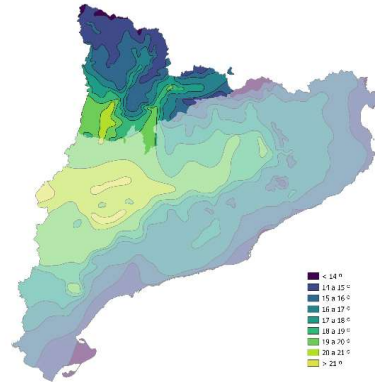 < 14 º
14 a 15 º
15 a 16 º
16 a 17 º
17 a 18 º
18 a 19 º
19 a 20 º
20 a 21 º
> 21 º